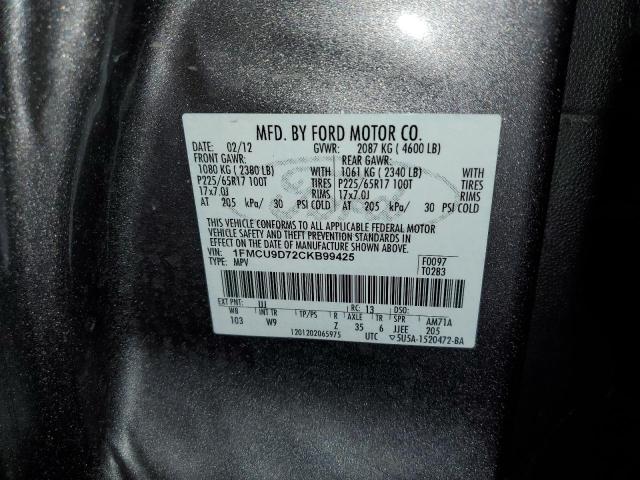 MFD. BY FORD MOTOR CO.
DATE: 02/12 GVWR: 2087 KG ( 4600 LB)
FRONT GAWR: REAR GAWR:
1080 KG ( 2380 LB) WITH 1061 KG ( 2340 LB) WITH
P225/65R17 100T TIRES P225/65R17 100T TIRES
17x7.0J RIMS 17x7.0J RIMS
AT 205 kPa/ 30 PSI COLD AT 205 kPa/ 30 PSI COLD
THIS VEHICLE CONFORMS TO ALL APPLICABLE FEDERAL MOTOR
VEHICLE SAFETY AND THEFT PREVENTION STANDARDS IN
EFFECT ON THE DATE OF MANUFACTURE SHOWN ABOVE.
VIN: 1FMCU9D72CKB99425 F0097
TYPE: MPV T0283
EXT PNT: UJ RC: 13 DSO:
WB INT TR TP/PS R AXLE TR SPR AM71A
103 W9 Z 35 6 JJEE 205
1201202065975 UTC 5U5A-1520472-BA
Ford